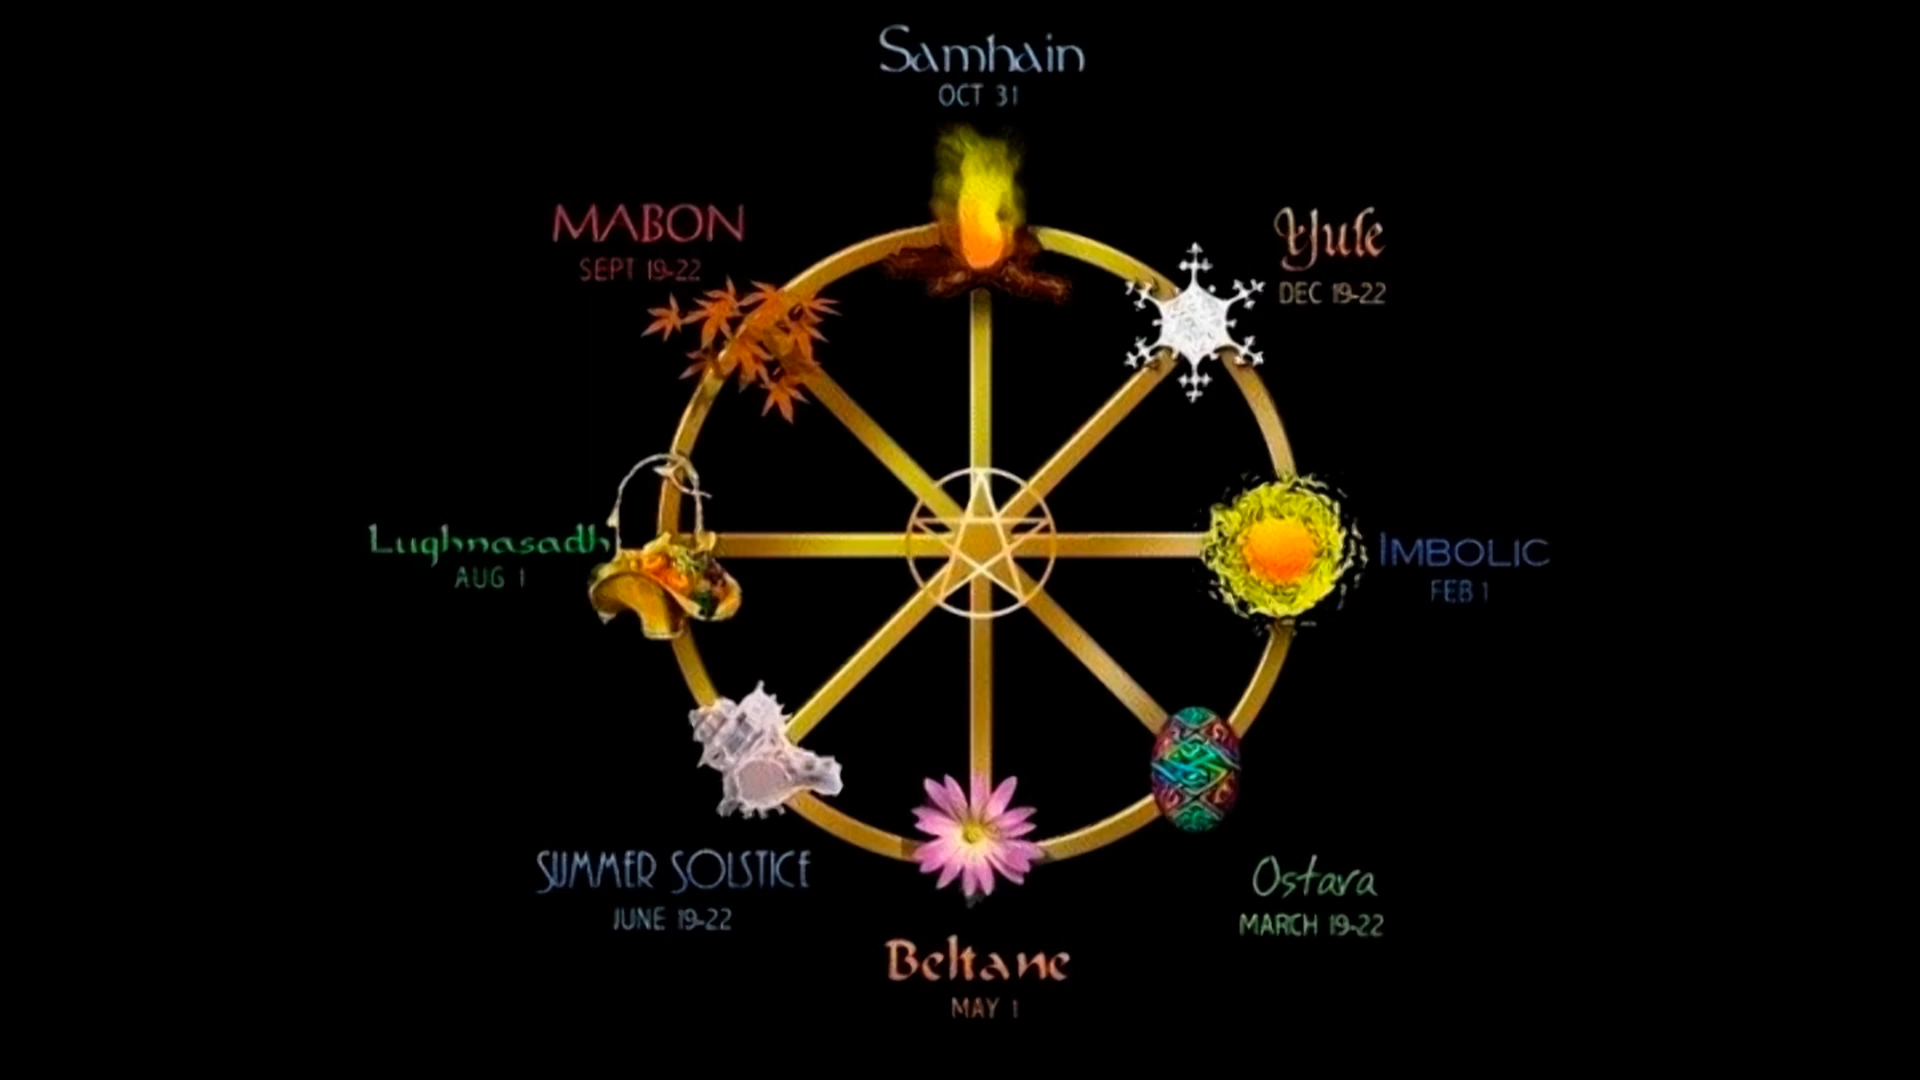 Samhain
OCT 31
MABON
SEPT 19-22
Yule
DEC 19-22
Lughnasadh
AUG 1
IMBOLIC
FEB 1
SUMMER SOLSTICE
JUNE 19-22
Ostara
MARCH 19-22
Beltane
MAY 1